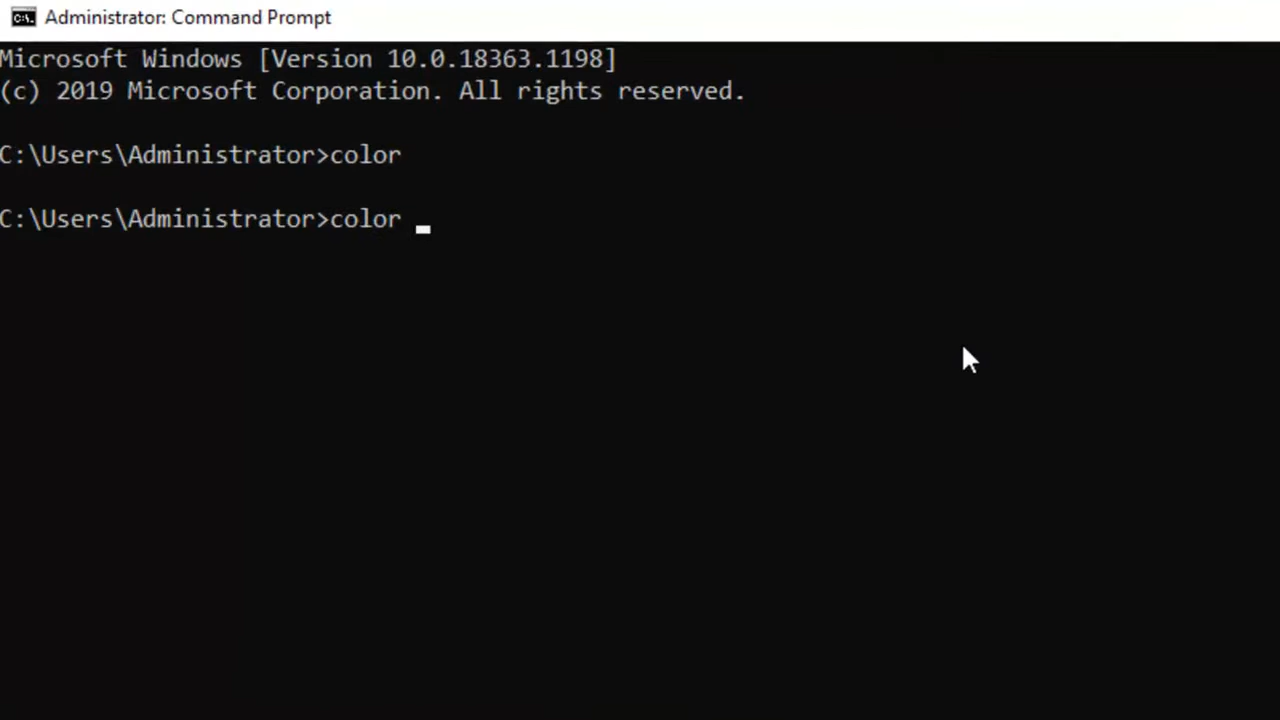 Administrator: Command Prompt
Microsoft Windows [Version 10.0.18363.1198]
(c) 2019 Microsoft Corporation. All rights reserved.
C:\Users\Administrator>color
C:\Users\Administrator>color